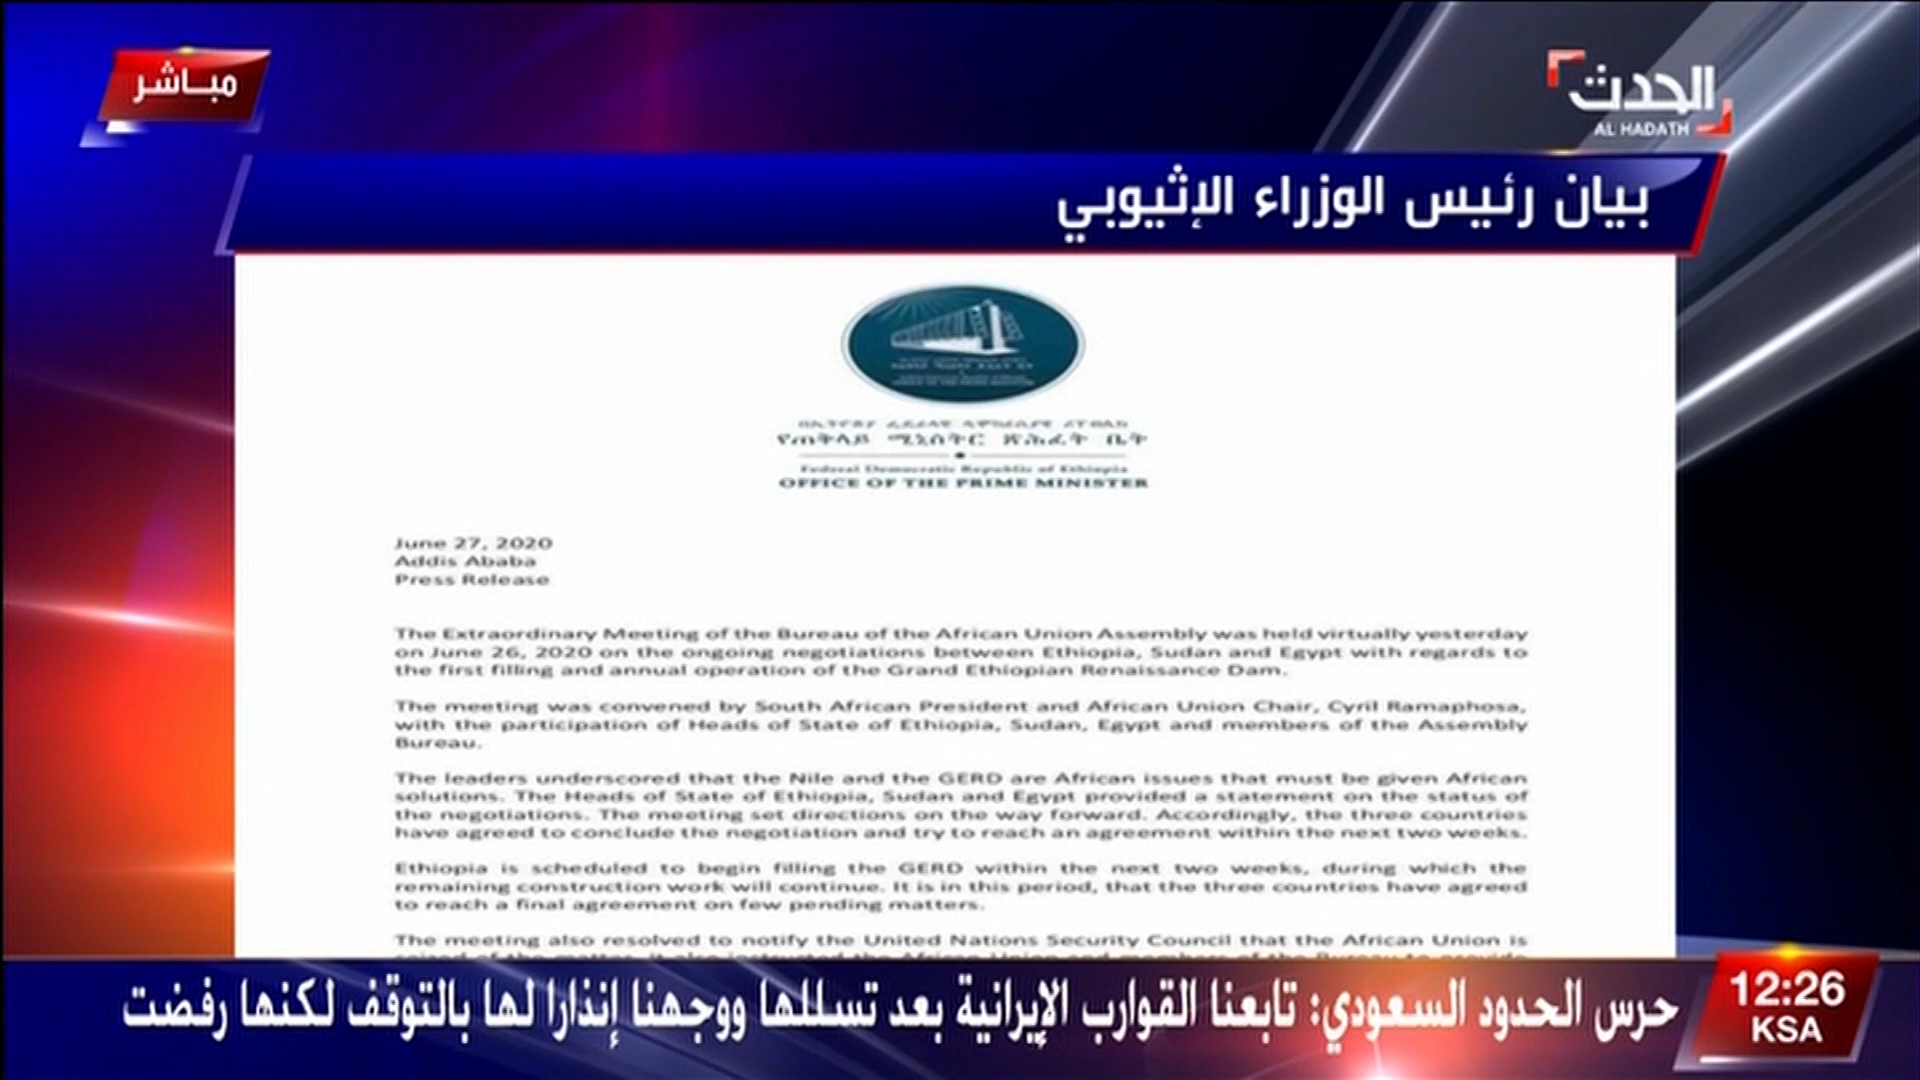 مباشر
الحدث
AL HADATH
بيان رئيس الوزراء الإثيوبي
የጠቅላይ ሚኒስትር ጽሕፈት ቤት
Federal Democratic Republic of Ethiopia
OFFICE OF THE PRIME MINISTER
June 27, 2020
Addis Ababa
Press Release
The Extraordinary Meeting of the Bureau of the African Union Assembly was held virtually yesterday
on June 26, 2020 on the ongoing negotiations between Ethiopia, Sudan and Egypt with regards to
the first filling and annual operation of the Grand Ethiopian Renaissance Dam.
The meeting was convened by South African President and African Union Chair, Cyril Ramaphosa,
with the participation of Heads of State of Ethiopia, Sudan, Egypt and members of the Assembly
Bureau.
The leaders underscored that the Nile and the GERD are African issues that must be given African
solutions. The Heads of State of Ethiopia, Sudan and Egypt provided a statement on the status of
the negotiations. The meeting set directions on the way forward. Accordingly, the three countries
have agreed to conclude the negotiation and try to reach an agreement within the next two weeks.
Ethiopia is scheduled to begin filling the GERD within the next two weeks, during which the
remaining construction work will continue. It is in this period, that the three countries have agreed
to reach a final agreement on few pending matters.
The meeting also resolved to notify the United Nations Security Council that the African Union is
حرس الحدود السعودي: تابعنا القوارب الإيرانية بعد تسللها ووجهنا إنذارا لها بالتوقف لكنها رفضت
12:26
KSA